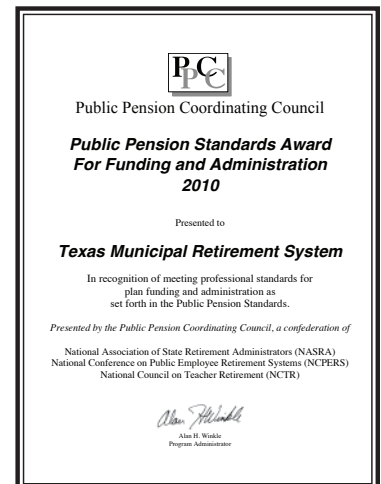 PPCC
Public Pension Coordinating Council
Public Pension Standards Award
For Funding and Administration
2010
Presented to
Texas Municipal Retirement System
In recognition of meeting professional standards for
plan funding and administration as
set forth in the Public Pension Standards.
Presented by the Public Pension Coordinating Council, a confederation of
National Association of State Retirement Administrators (NASRA)
National Conference on Public Employee Retirement Systems (NCPERS)
National Council on Teacher Retirement (NCTR)
Alan H. Winkle
Alan H. Winkle
Program Administrator